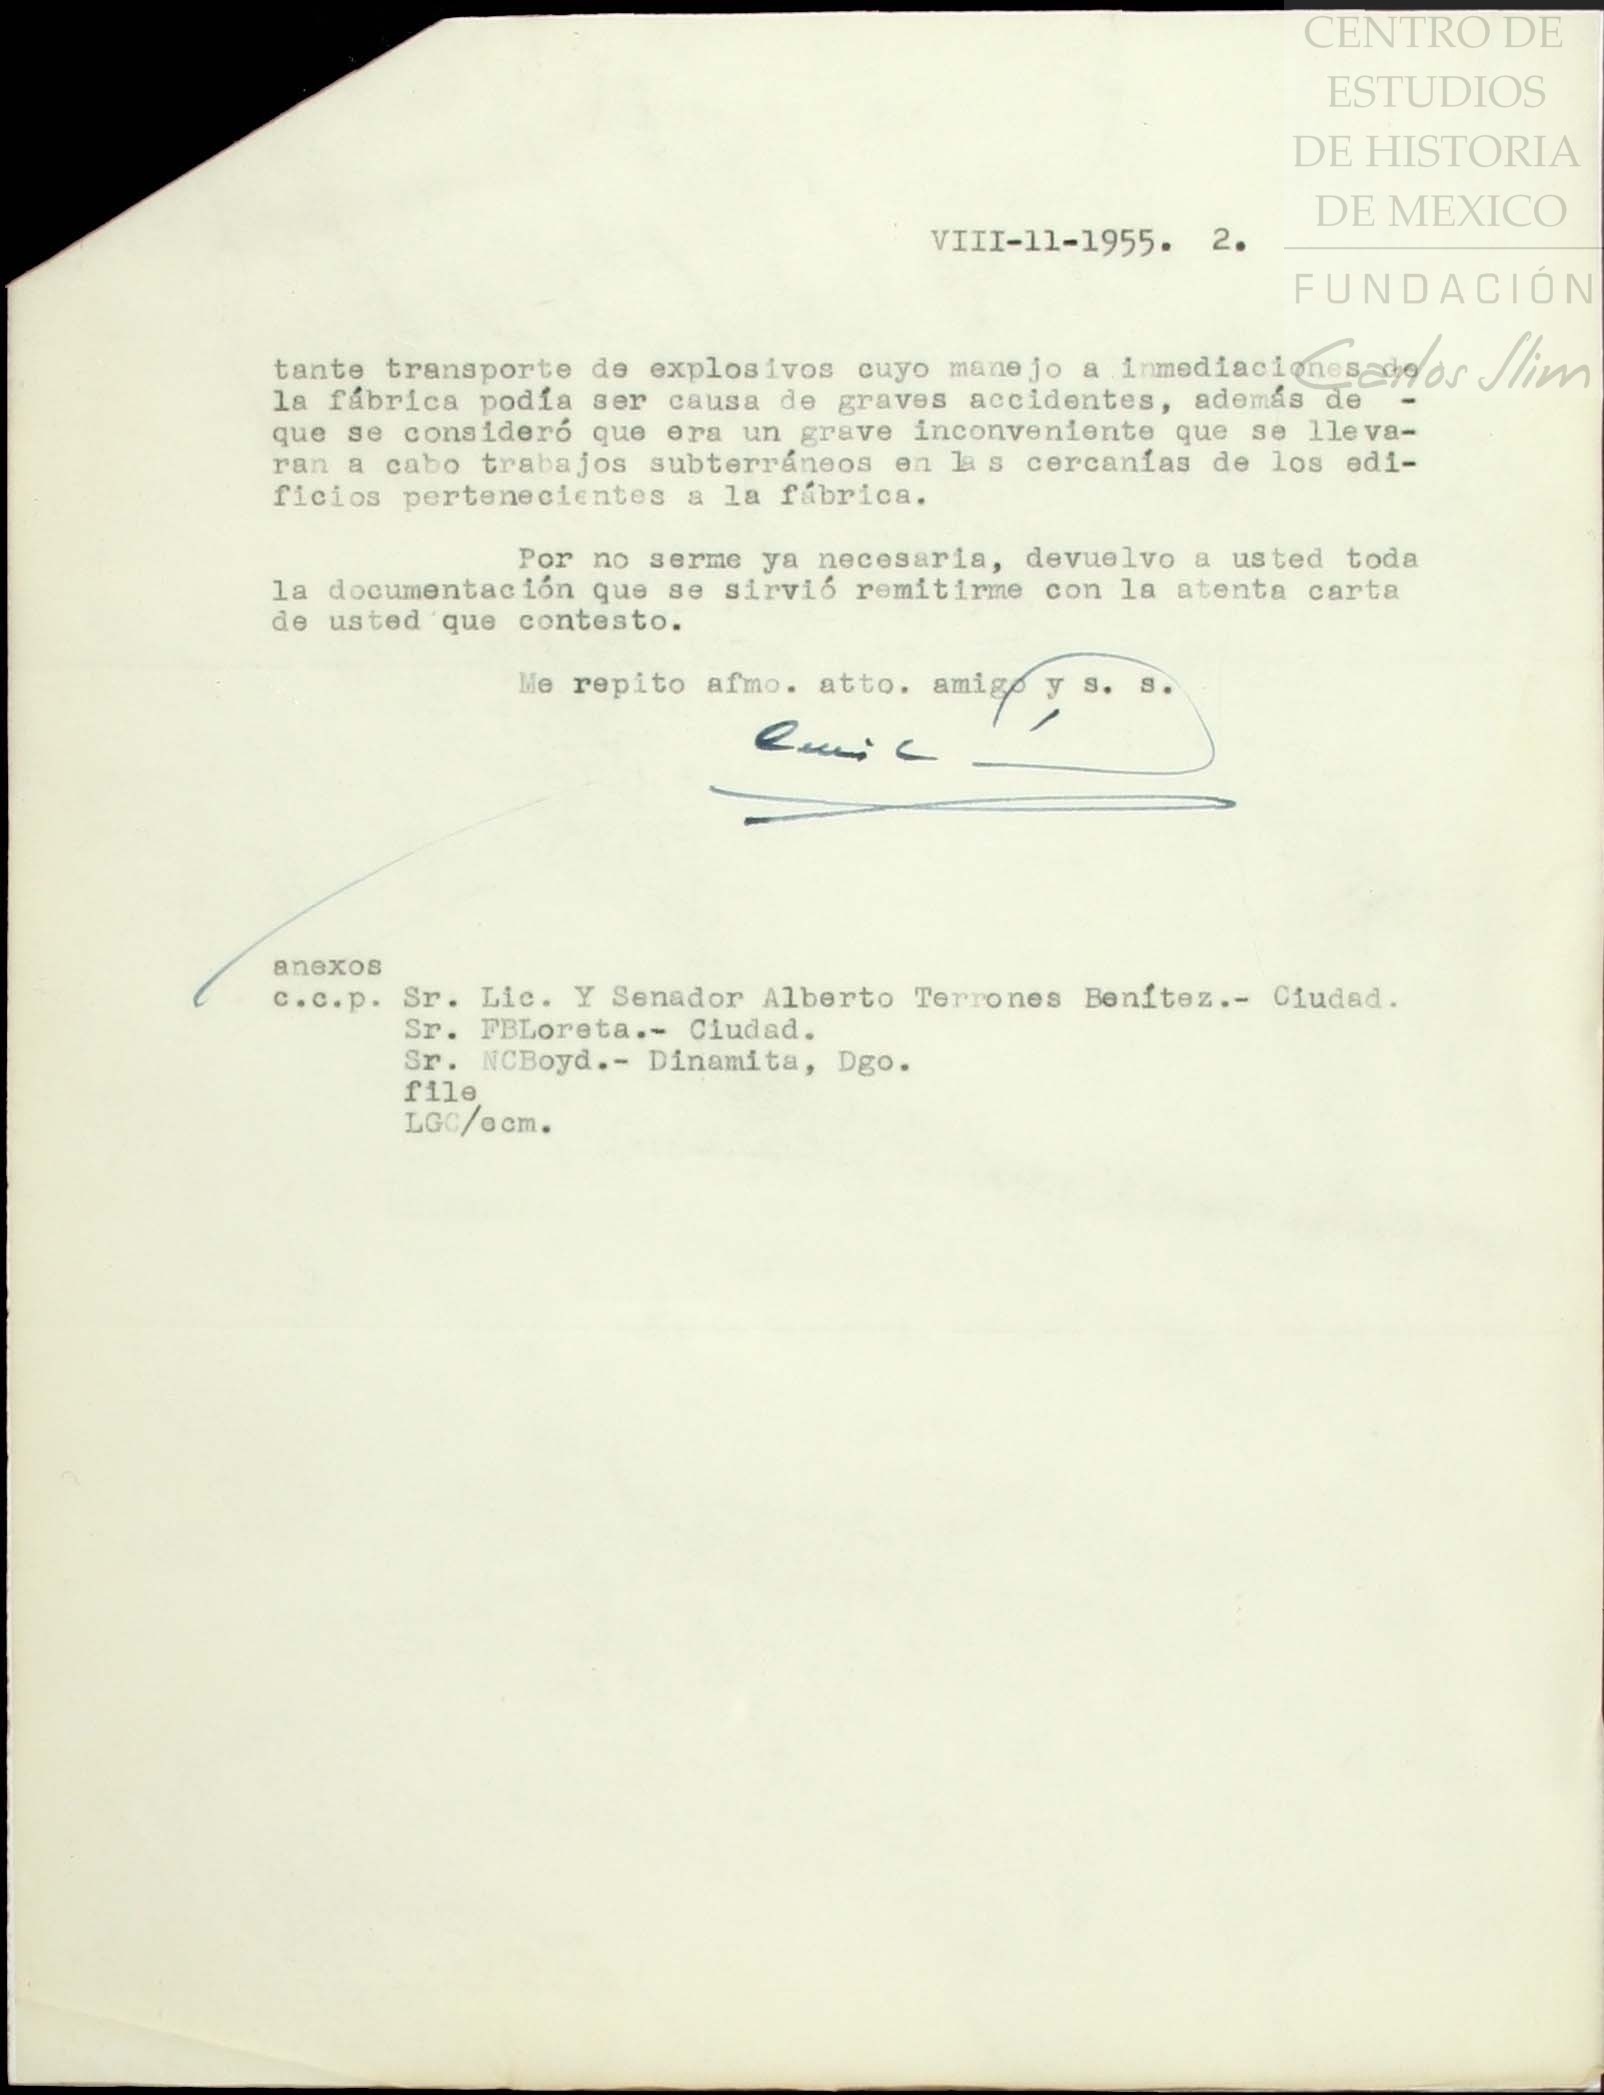 CENTRO DE
ESTUDIOS
DE HISTORIA
DE MEXICO
FUNDACIÓN
Carlos Slim
VIII-11-1955. 2.
tante transporte de explosivos cuyo manejo a inmediaciones de
la fábrica podía ser causa de graves accidentes, además de -
que se consideró que era un grave inconveniente que se lleva-
ran a cabo trabajos subterráneos en las cercanías de los edi-
ficios pertenecientes a la fábrica.
Por no serme ya necesaria, devuelvo a usted toda
la documentación que se sirvió remitirme con la atenta carta
de usted que contesto.
Me repito afmo. atto. amigo y s. s.
anexos
c.c.p. Sr. Lic. Y Senador Alberto Terrones Benítez.- Ciudad.
Sr. FBLoreta.- Ciudad.
Sr. NCBoyd.- Dinamita, Dgo.
file
LGC/ecm.